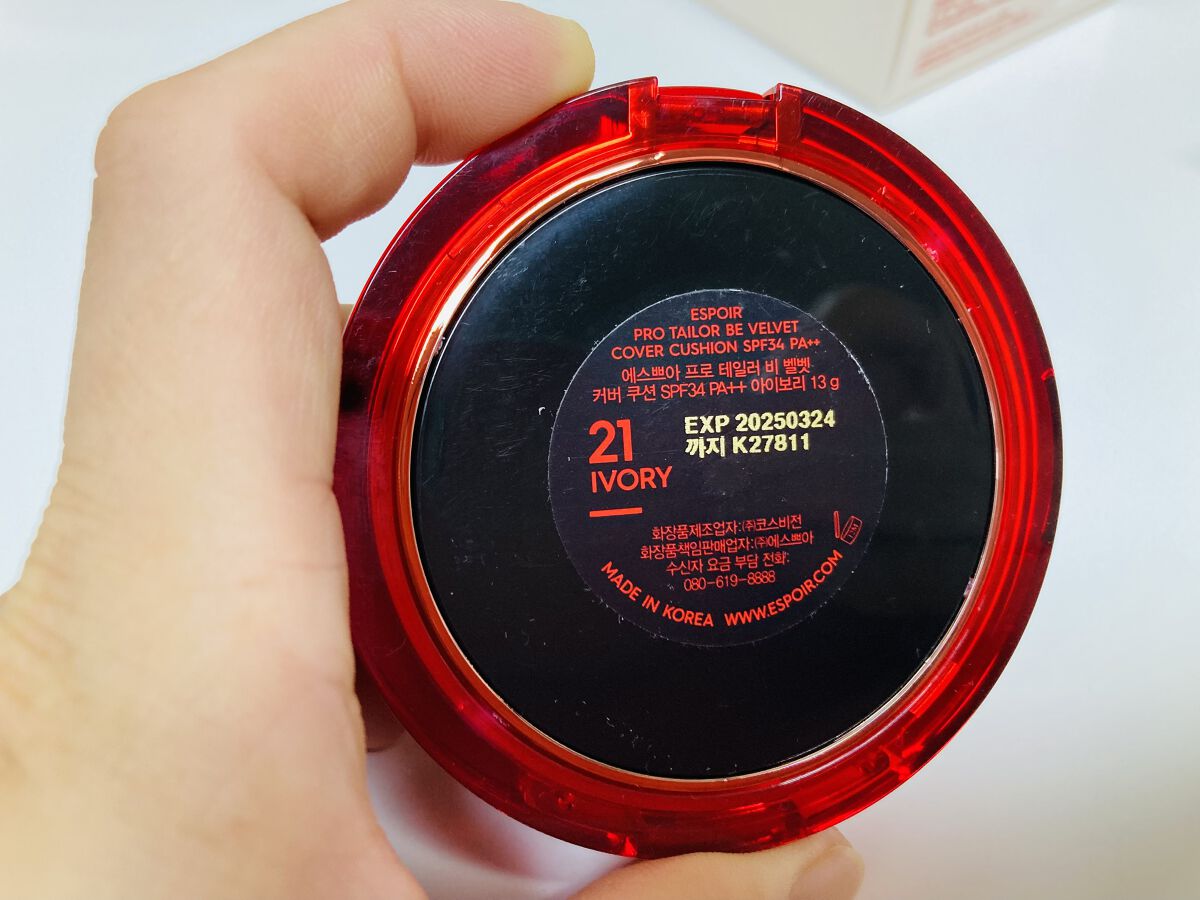 ESPOIR
PRO TAILOR BE VELVET
COVER CUSHION SPF34 PA++
에스쁘아 프로 테일러 비 벨벳
커버 쿠션 SPF34 PA++ 아이보리 13 g
21
IVORY
EXP 20250324
까지 K27811
화장품제조업자:㈜코스비전
화장품책임판매업자:㈜에스쁘아
수신자 요금 부담 전화:
080-619-8888
MADE IN KOREA WWW.ESPOIR.COM